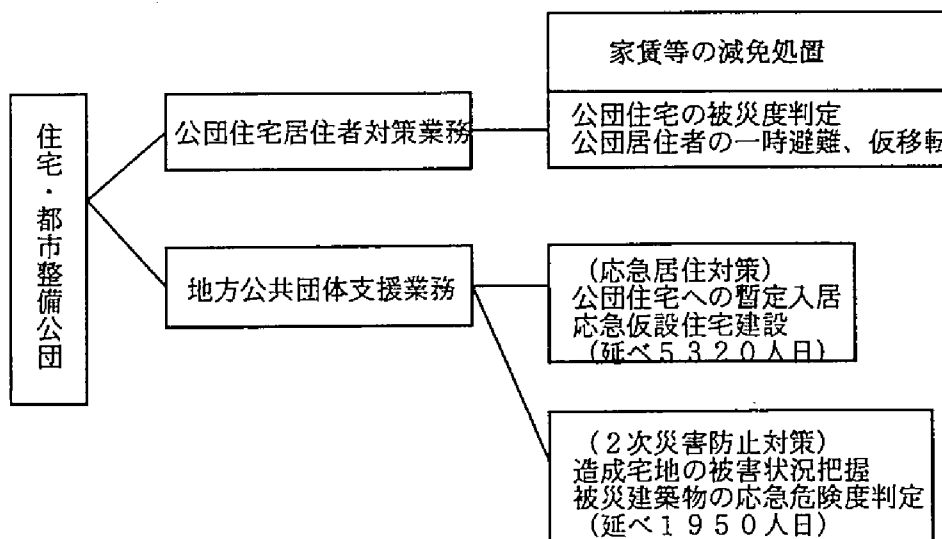 住宅・都市整備公団
公団住宅居住者対策業務
家賃等の減免処置
公団住宅の被災度判定
公団居住者の一時避難、仮移転
地方公共団体支援業務
(応急居住対策)
公団住宅への暫定入居
応急仮設住宅建設
(延べ5320人日)
(2次災害防止対策)
造成宅地の被害状況把握
被災建築物の応急危険度判定
(延べ1950人日)